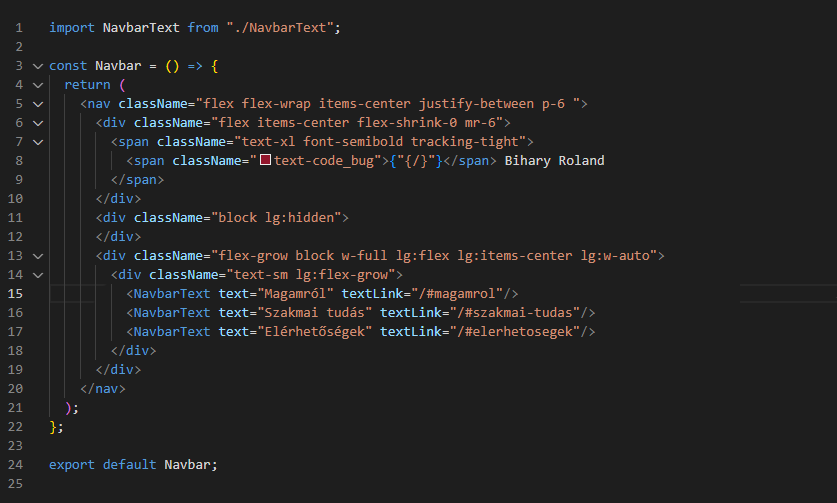 1 import NavbarText from "./NavbarText";
2
3 const Navbar = () => {
4   return (
5     <nav className="flex flex-wrap items-center justify-between p-6 ">
6       <div className="flex items-center flex-shrink-0 mr-6">
7         <span className="text-xl font-semibold tracking-tight">
8           <span className="text-code_bug">{"{/}"}</span> Bihary Roland
9         </span>
10       </div>
11       <div className="block lg:hidden">
12       </div>
13       <div className="flex-grow block w-full lg:flex lg:items-center lg:w-auto">
14         <div className="text-sm lg:flex-grow">
15           <NavbarText text="Magamról" textLink="/#magamrol"/>
16           <NavbarText text="Szakmai tudás" textLink="/#szakmai-tudas"/>
17           <NavbarText text="Elérhetőségek" textLink="/#elerhetosegek"/>
18         </div>
19       </div>
20     </nav>
21   );
22 };
23
24 export default Navbar;
25